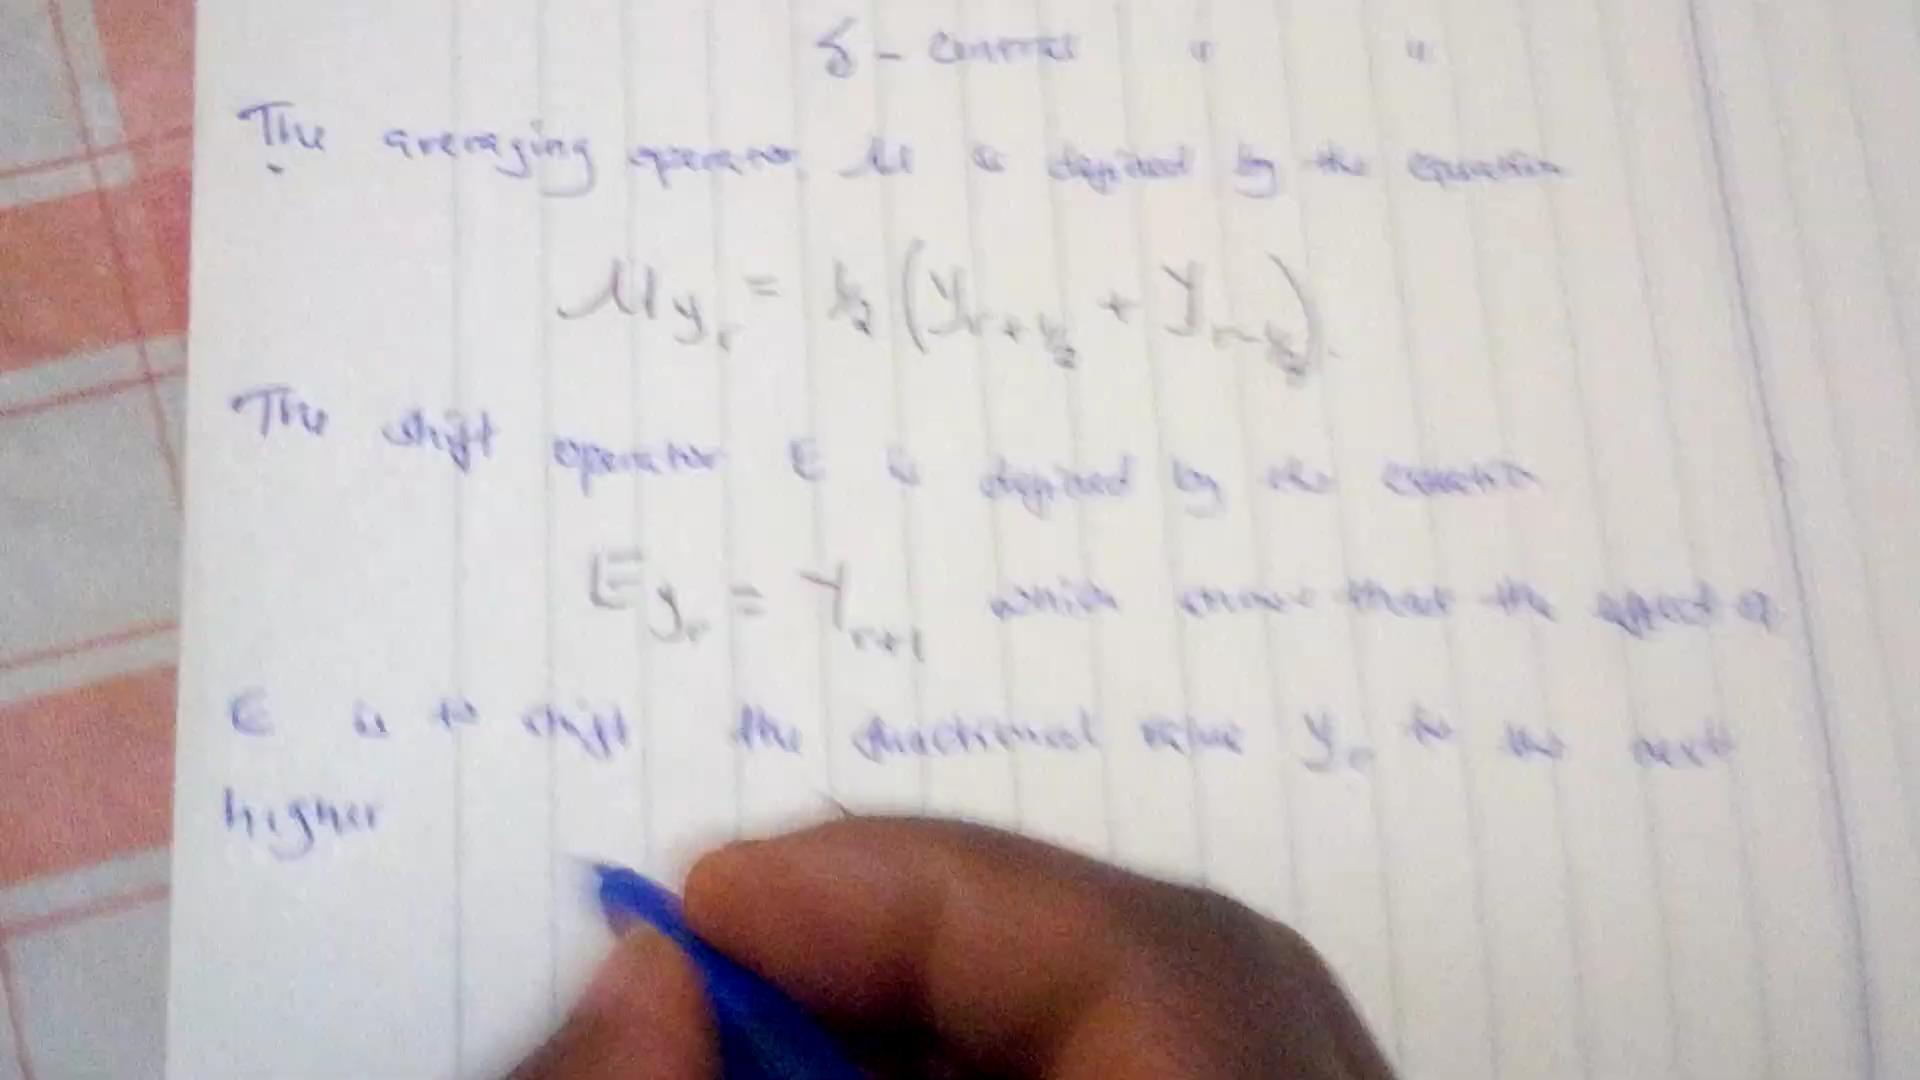 δ - central " "
The averaging operator μ is defined by the equation
μy_r = ½ (y_{r+½} + y_{r-½}).
The shift operator E is defined by the equation
Ey_r = y_{r+1} which shows that the effect of
E is to shift the functional value y_r to the next
higher